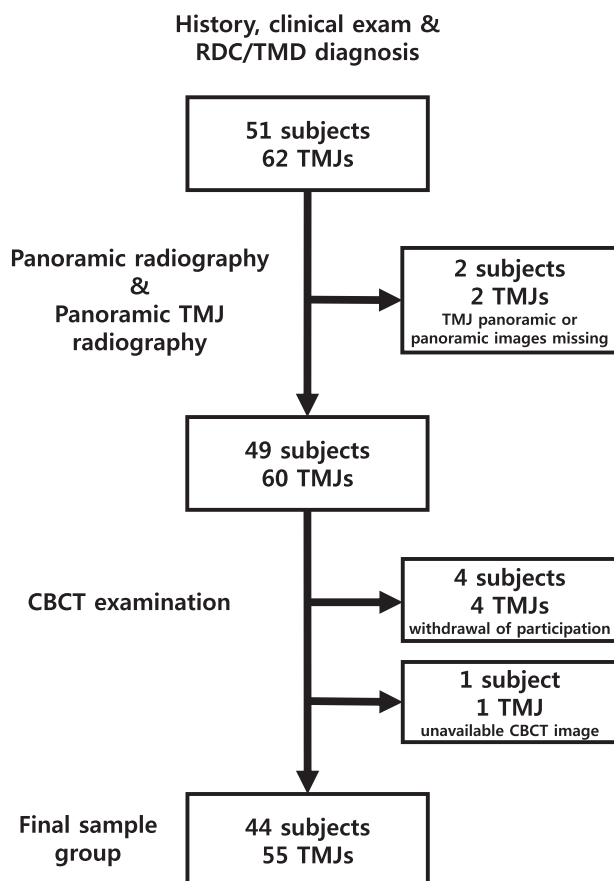 History, clinical exam &
RDC/TMD diagnosis
51 subjects
62 TMJs
Panoramic radiography
&
Panoramic TMJ
radiography
2 subjects
2 TMJs
TMJ panoramic or
panoramic images missing
49 subjects
60 TMJs
CBCT examination
4 subjects
4 TMJs
withdrawal of participation
1 subject
1 TMJ
unavailable CBCT image
Final sample
group
44 subjects
55 TMJs